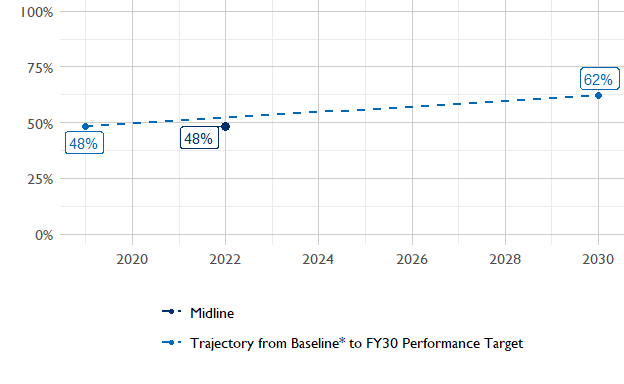 100%
75%
62%
50%
48%
48%
25%
0%
2020 2022 2024 2026 2028 2030
Midline
Trajectory from Baseline* to FY30 Performance Target